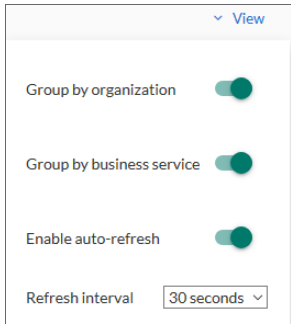 View
Group by organization
Group by business service
Enable auto-refresh
Refresh interval 30 seconds